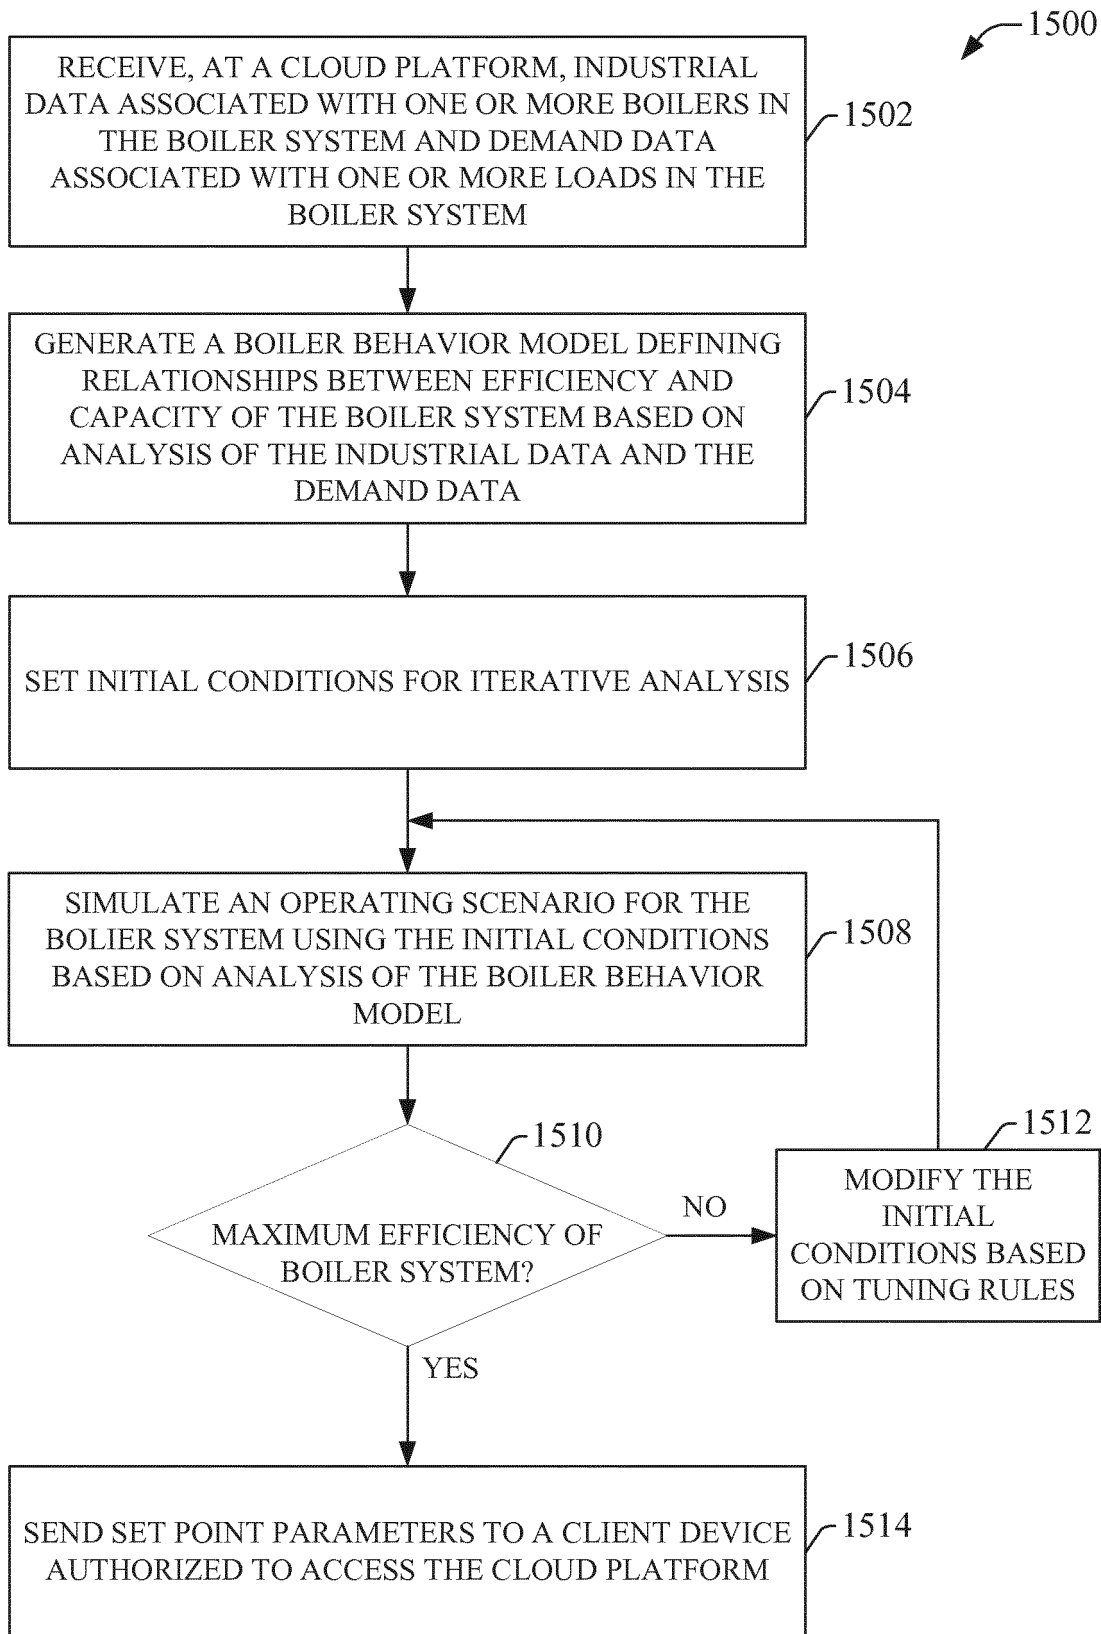 1500
RECEIVE, AT A CLOUD PLATFORM, INDUSTRIAL
DATA ASSOCIATED WITH ONE OR MORE BOILERS IN
THE BOILER SYSTEM AND DEMAND DATA
ASSOCIATED WITH ONE OR MORE LOADS IN THE
BOILER SYSTEM
1502
GENERATE A BOILER BEHAVIOR MODEL DEFINING
RELATIONSHIPS BETWEEN EFFICIENCY AND
CAPACITY OF THE BOILER SYSTEM BASED ON
ANALYSIS OF THE INDUSTRIAL DATA AND THE
DEMAND DATA
1504
SET INITIAL CONDITIONS FOR ITERATIVE ANALYSIS
1506
SIMULATE AN OPERATING SCENARIO FOR THE
BOLIER SYSTEM USING THE INITIAL CONDITIONS
BASED ON ANALYSIS OF THE BOILER BEHAVIOR
MODEL
1508
1510
MAXIMUM EFFICIENCY OF
BOILER SYSTEM?
NO
1512
MODIFY THE
INITIAL
CONDITIONS BASED
ON TUNING RULES
YES
SEND SET POINT PARAMETERS TO A CLIENT DEVICE
AUTHORIZED TO ACCESS THE CLOUD PLATFORM
1514